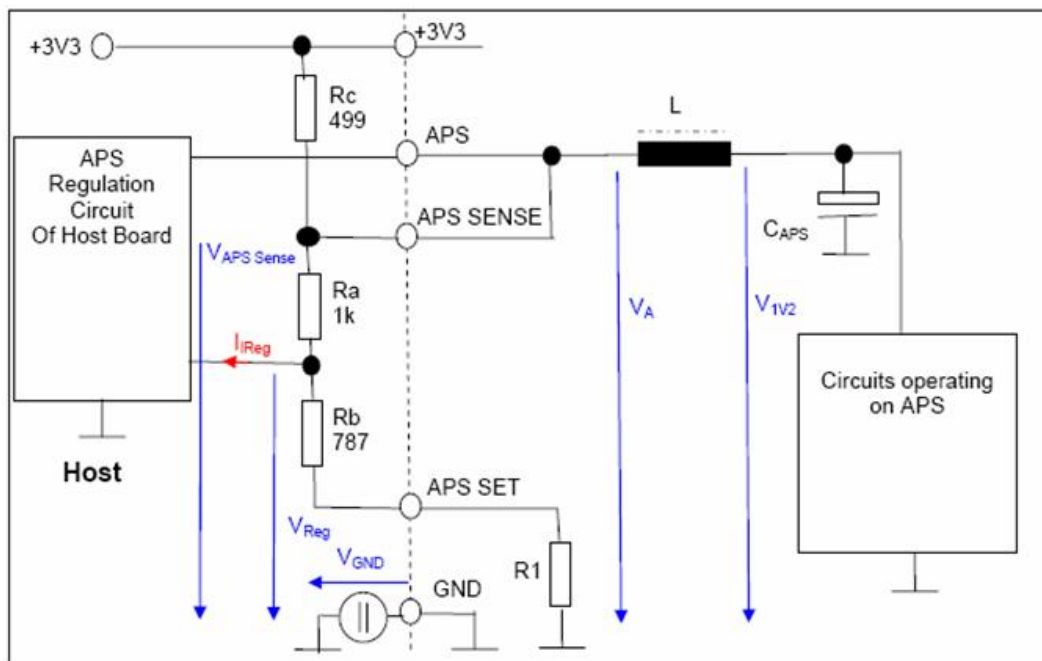 +3V3
+3V3
Rc
499
L
APS
APS
Regulation
Circuit
Of Host Board
APS SENSE
CAPS
VAPS Sense
Ra
1k
VA
V1V2
IIReg
Circuits operating
on APS
Rb
787
Host
APS SET
VReg
VGND
R1
GND